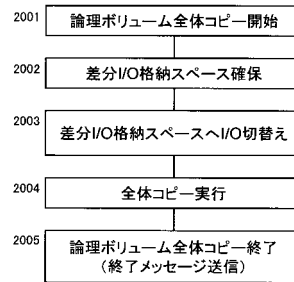 2001
論理ボリューム全体コピー開始
2002
差分I/O格納スペース確保
2003
差分I/O格納スペースへI/O切替え
2004
全体コピー実行
2005
論理ボリューム全体コピー終了
(終了メッセージ送信)